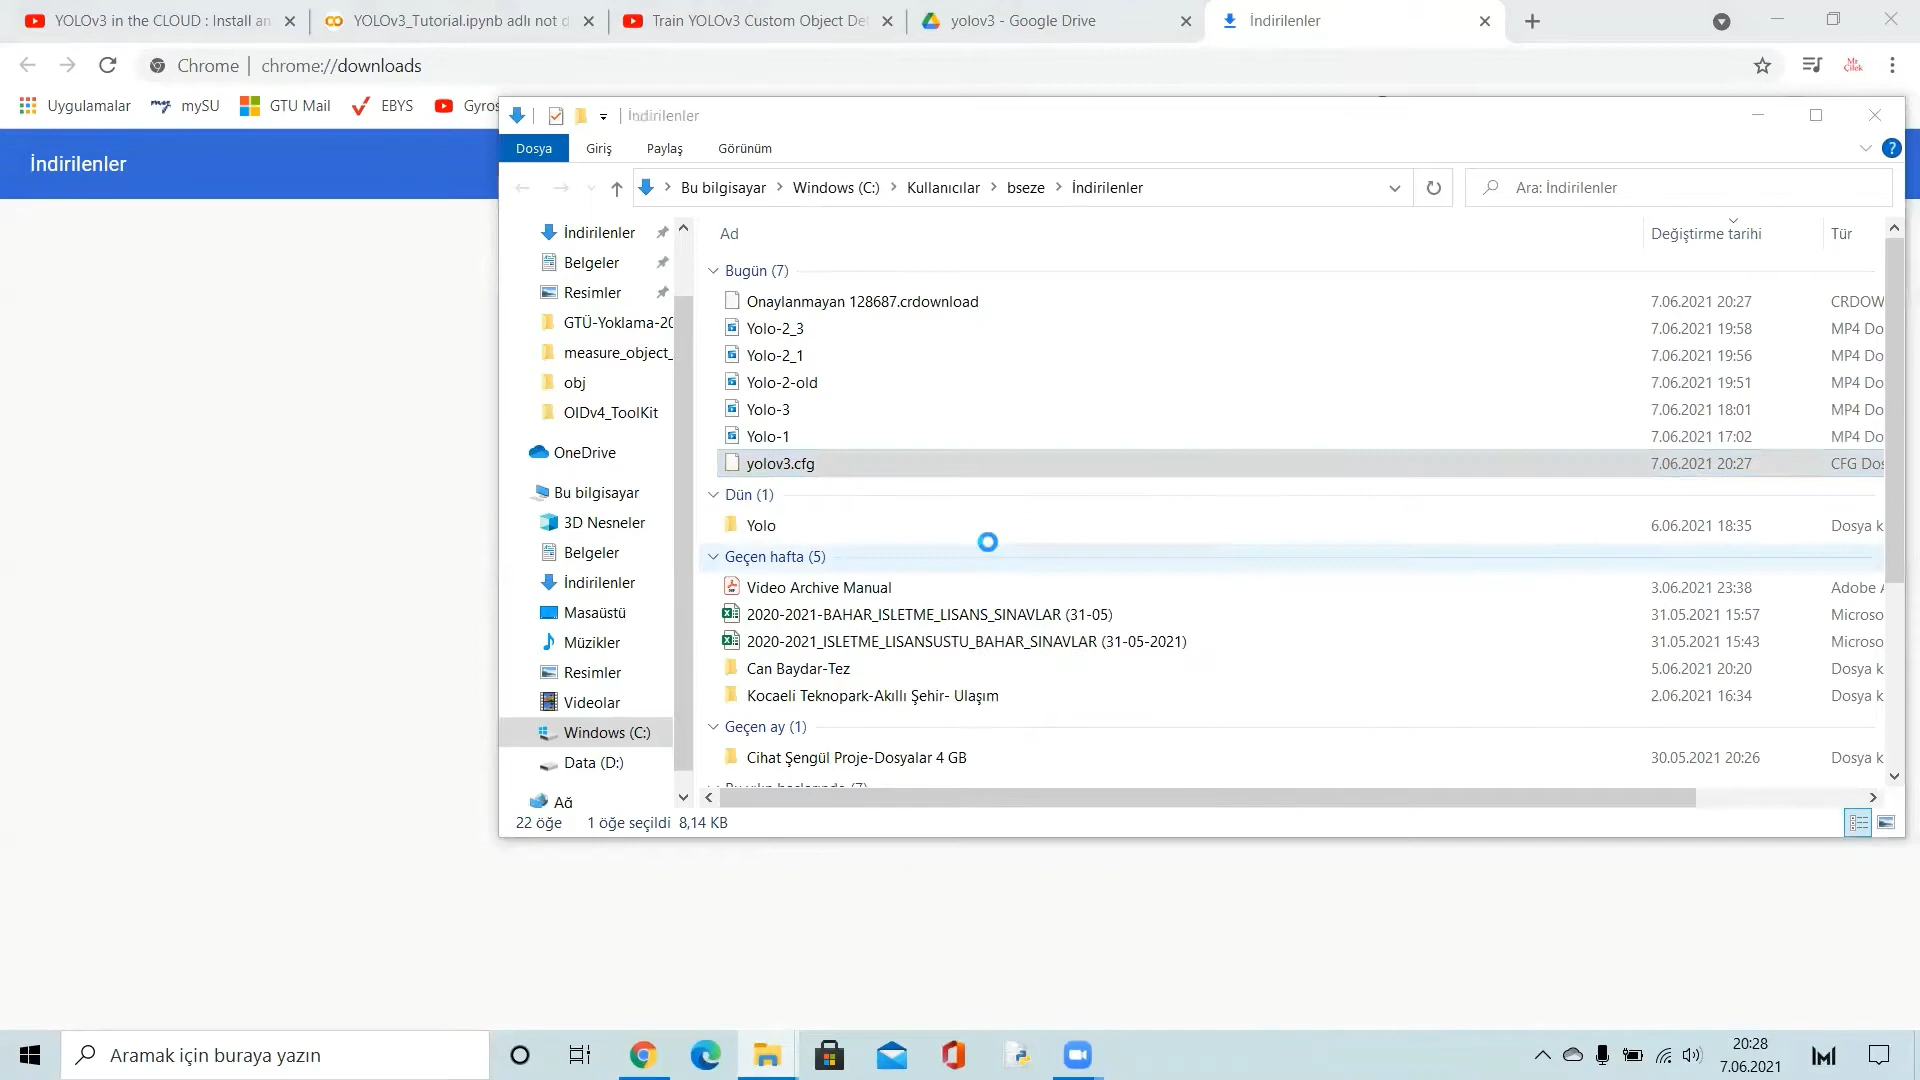 YOLOv3 in the CLOUD : Install an
YOLOv3_Tutorial.ipynb adlı not d
Train YOLOv3 Custom Object Det
yolov3 - Google Drive
İndirilenler
Chrome | chrome://downloads
Uygulamalar
my mySU
GTU Mail
EBYS
Gyros
İndirilenler
İndirilenler
Dosya
Giriş
Paylaş
Görünüm
Bu bilgisayar > Windows (C:) > Kullanıcılar > bseze > İndirilenler
Ara: İndirilenler
Ad
Değiştirme tarihi
Tür
İndirilenler
Belgeler
Resimler
GTÜ-Yoklama-20
measure_object_
obj
OIDv4_ToolKit
OneDrive
Bu bilgisayar
3D Nesneler
Belgeler
İndirilenler
Masaüstü
Müzikler
Resimler
Videolar
Windows (C:)
Data (D:)
Ağ
Bugün (7)
Onaylanmayan 128687.crdownload 7.06.2021 20:27 CRDOW
Yolo-2_3 7.06.2021 19:58 MP4 Do
Yolo-2_1 7.06.2021 19:56 MP4 Do
Yolo-2-old 7.06.2021 19:51 MP4 Do
Yolo-3 7.06.2021 18:01 MP4 Do
Yolo-1 7.06.2021 17:02 MP4 Do
yolov3.cfg 7.06.2021 20:27 CFG Dos
Dün (1)
Yolo 6.06.2021 18:35 Dosya k
Geçen hafta (5)
Video Archive Manual 3.06.2021 23:38 Adobe A
2020-2021-BAHAR_ISLETME_LISANS_SINAVLAR (31-05) 31.05.2021 15:57 Microso
2020-2021_ISLETME_LISANSUSTU_BAHAR_SINAVLAR (31-05-2021) 31.05.2021 15:43 Microso
Can Baydar-Tez 5.06.2021 20:20 Dosya k
Kocaeli Teknopark-Akıllı Şehir- Ulaşım 2.06.2021 16:34 Dosya k
Geçen ay (1)
Cihat Şengül Proje-Dosyalar 4 GB 30.05.2021 20:26 Dosya k
22 öğe 1 öğe seçildi 8,14 KB
Aramak için buraya yazın
20:28
7.06.2021